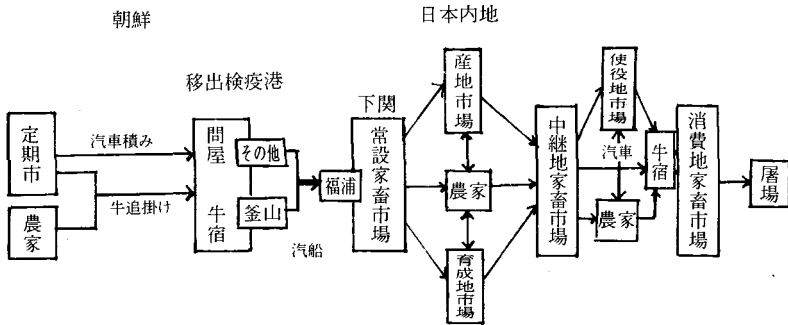 朝鮮
日本内地
移出検疫港
定期市
農家
汽車積み
牛追掛け
問屋
牛宿
その他
釜山
汽船
福浦
下関
常設家畜市場
産地市場
農家
育成地市場
中継地家畜市場
使役地市場
汽車
農家
牛宿
消費地家畜市場
屠場